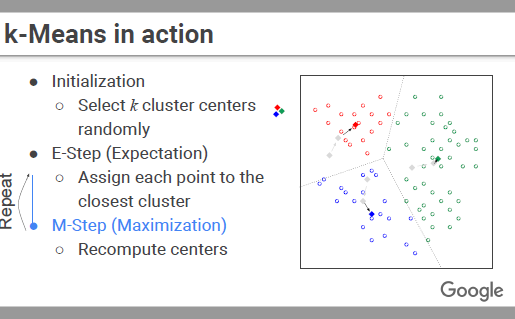 k-Means in action
● Initialization
○ Select k cluster centers
randomly
● E-Step (Expectation)
○ Assign each point to the
closest cluster
● M-Step (Maximization)
○ Recompute centers
Repeat
Google